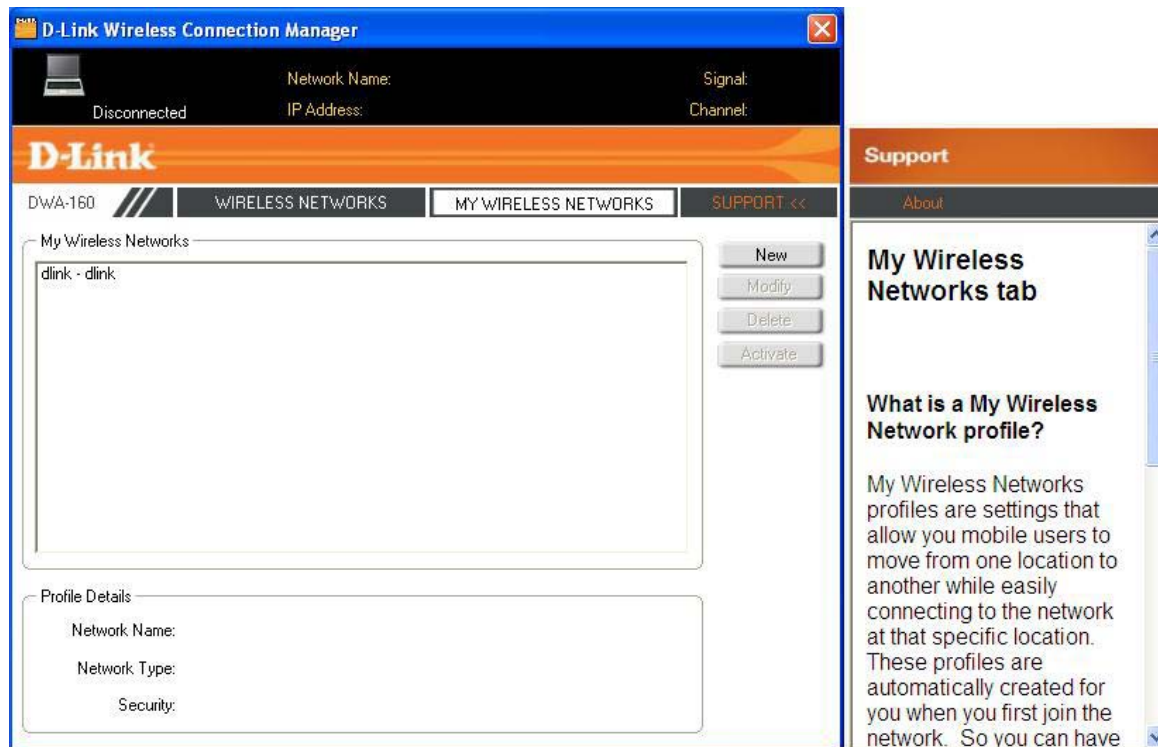 D-Link Wireless Connection Manager
Network Name:
Signal:
Disconnected
IP Address:
Channel:
D-Link
DWA-160
WIRELESS NETWORKS
MY WIRELESS NETWORKS
SUPPORT <<
My Wireless Networks
dlink - dlink
New
Modify
Delete
Activate
Profile Details
Network Name:
Network Type:
Security:
Support
About
My Wireless
Networks tab
What is a My Wireless
Network profile?
My Wireless Networks
profiles are settings that
allow you mobile users to
move from one location to
another while easily
connecting to the network
at that specific location.
These profiles are
automatically created for
you when you first join the
network. So you can have